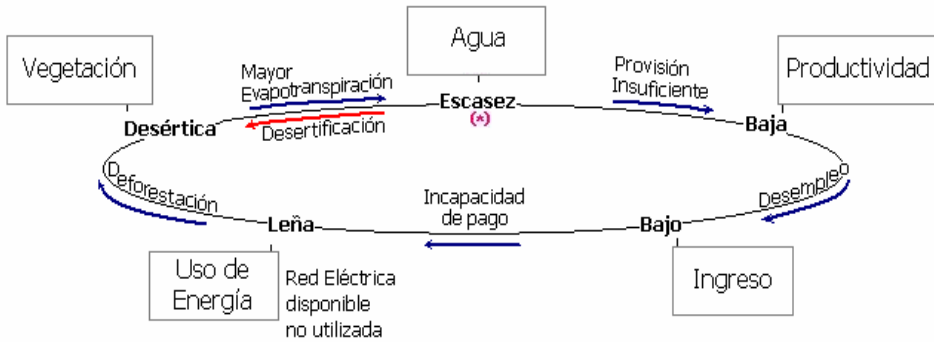 Agua
Vegetación
Productividad
Mayor
Evapotranspiración
Provisión
Insuficiente
Escasez
(*)
Desértica
Desertificación
Baja
Deforestación
Desempleo
Incapacidad
de pago
Leña
Bajo
Uso de
Energía
Red Eléctrica
disponible
no utilizada
Ingreso